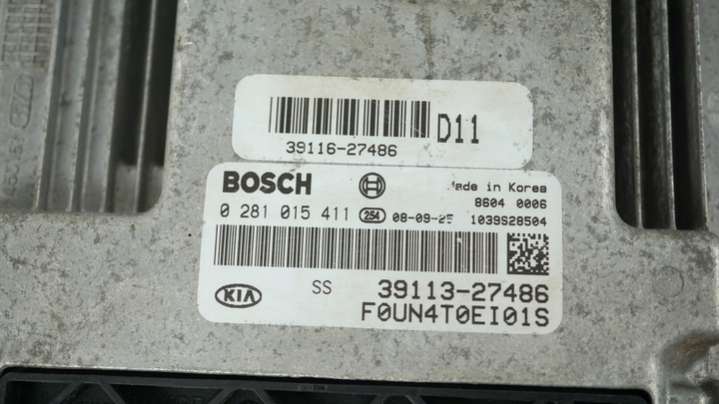 D11
39116-27486
BOSCH
Made in Korea
8604 0006
0 281 015 411 254 08-09-25 1039S28504
SS 39113-27486
KIA
F0UN4T0EI01S